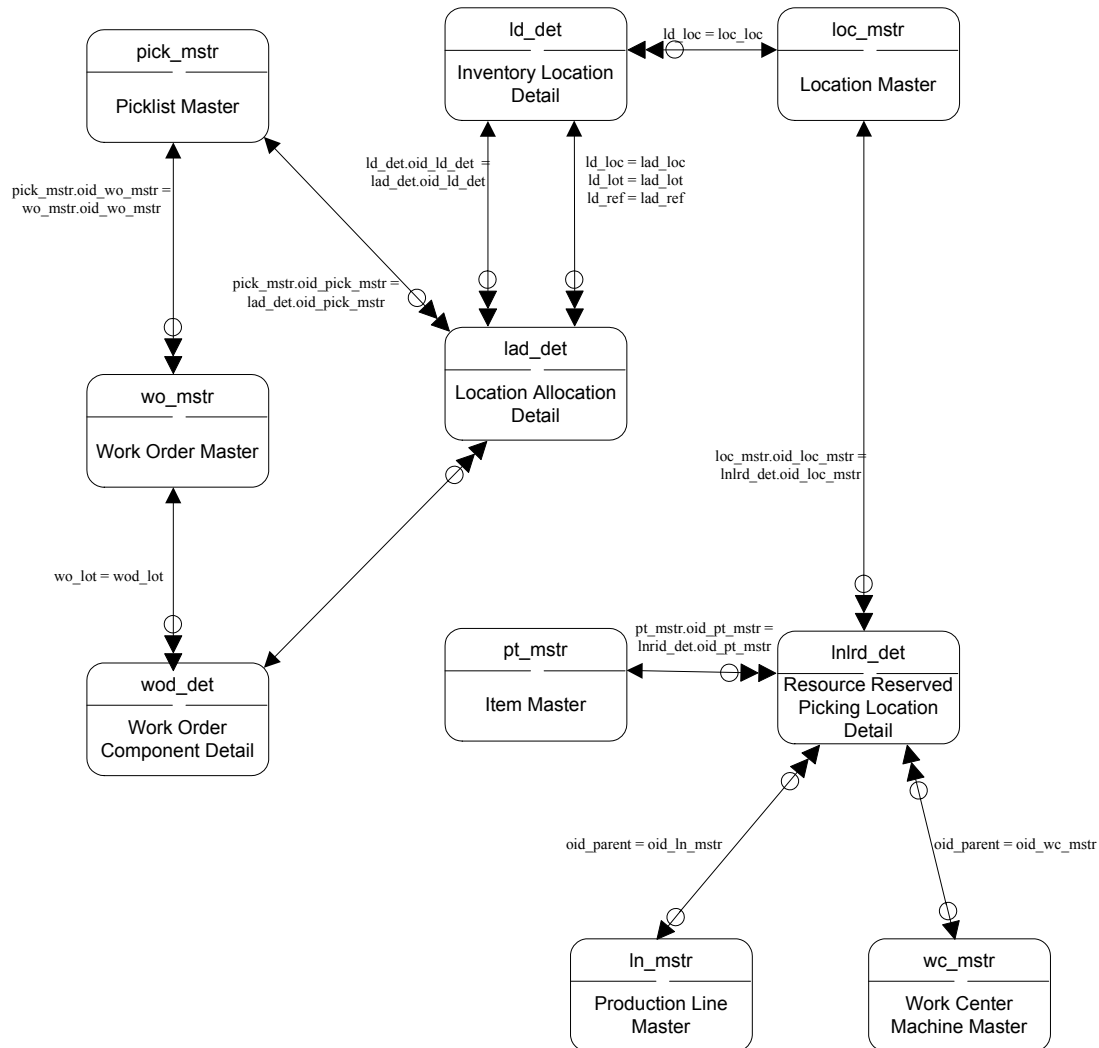 ld_det
Inventory Location
Detail
ld_loc = loc_loc
loc_mstr
Location Master
pick_mstr
Picklist Master
ld_det.oid_ld_det =
lad_det.oid_ld_det
ld_loc = lad_loc
ld_lot = lad_lot
ld_ref = lad_ref
pick_mstr.oid_wo_mstr =
wo_mstr.oid_wo_mstr
pick_mstr.oid_pick_mstr =
lad_det.oid_pick_mstr
lad_det
Location Allocation
Detail
wo_mstr
Work Order Master
loc_mstr.oid_loc_mstr =
lnlrd_det.oid_loc_mstr
wo_lot = wod_lot
pt_mstr.oid_pt_mstr =
lnrid_det.oid_pt_mstr
pt_mstr
Item Master
lnlrd_det
Resource Reserved
Picking Location
Detail
wod_det
Work Order
Component Detail
oid_parent = oid_ln_mstr
oid_parent = oid_wc_mstr
ln_mstr
Production Line
Master
wc_mstr
Work Center
Machine Master